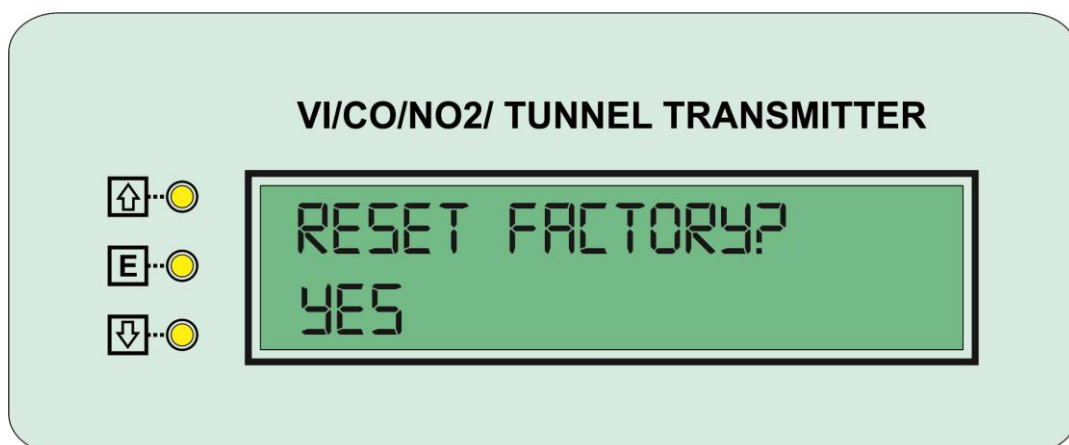 VI/CO/NO2/ TUNNEL TRANSMITTER
RESET FACTORY?
E
YES